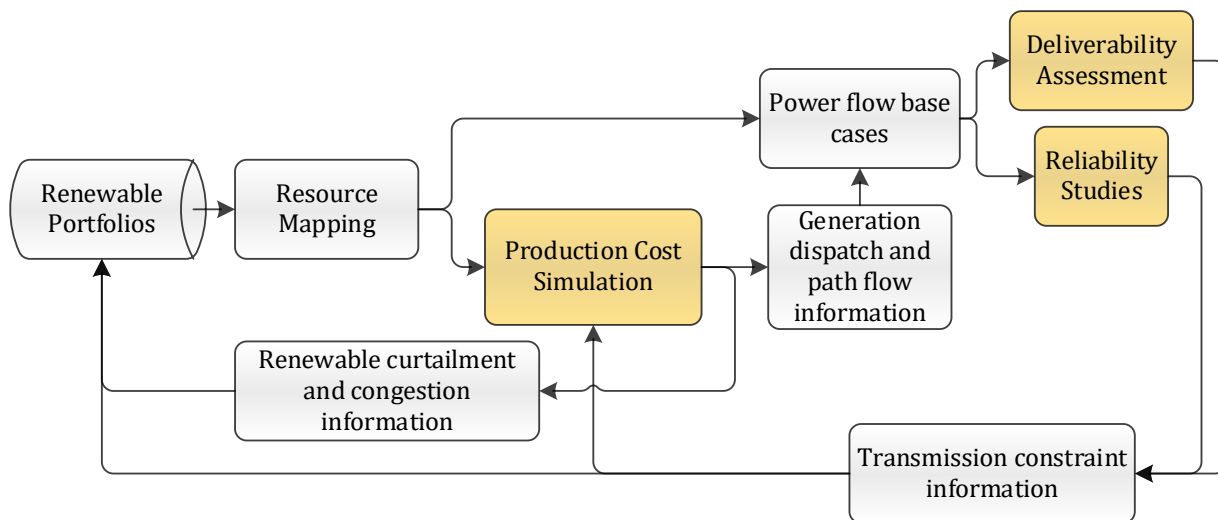 Deliverability
Assessment
Power flow base
cases
Reliability
Studies
Renewable
Portfolios
Resource
Mapping
Production Cost
Simulation
Generation
dispatch and
path flow
information
Renewable curtailment
and congestion
information
Transmission constraint
information